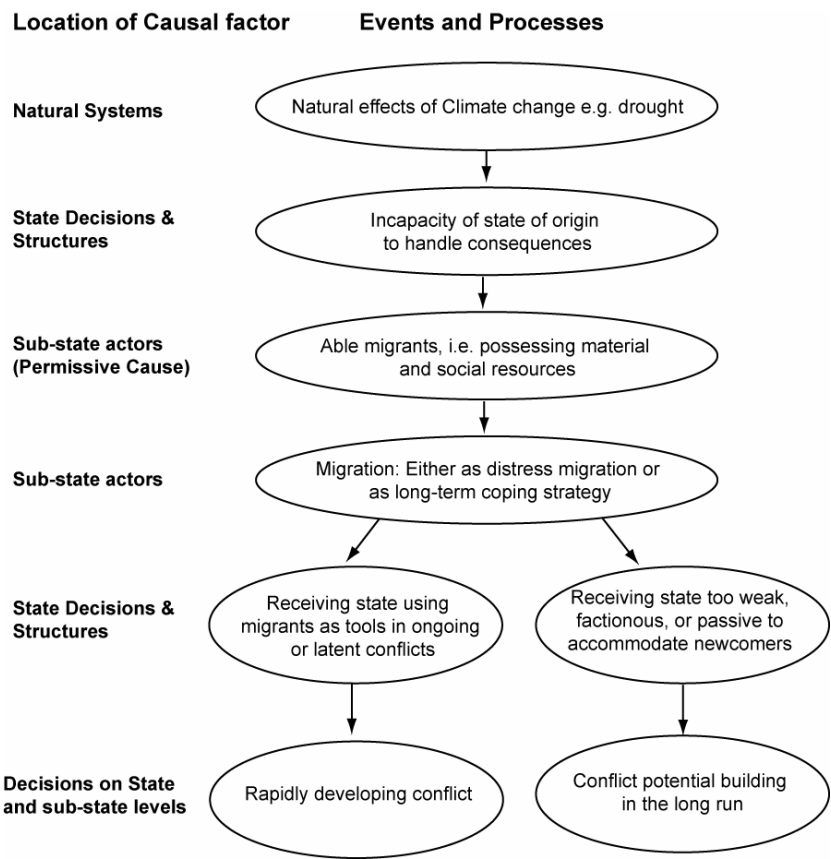 Location of Causal factor
Events and Processes
Natural Systems
Natural effects of Climate change e.g. drought
State Decisions &
Structures
Incapacity of state of origin
to handle consequences
Sub-state actors
(Permissive Cause)
Able migrants, i.e. possessing material
and social resources
Sub-state actors
Migration: Either as distress migration or
as long-term coping strategy
State Decisions &
Structures
Receiving state using
migrants as tools in ongoing
or latent conflicts
Receiving state too weak,
factionous, or passive to
accommodate newcomers
Decisions on State
and sub-state levels
Rapidly developing conflict
Conflict potential building
in the long run